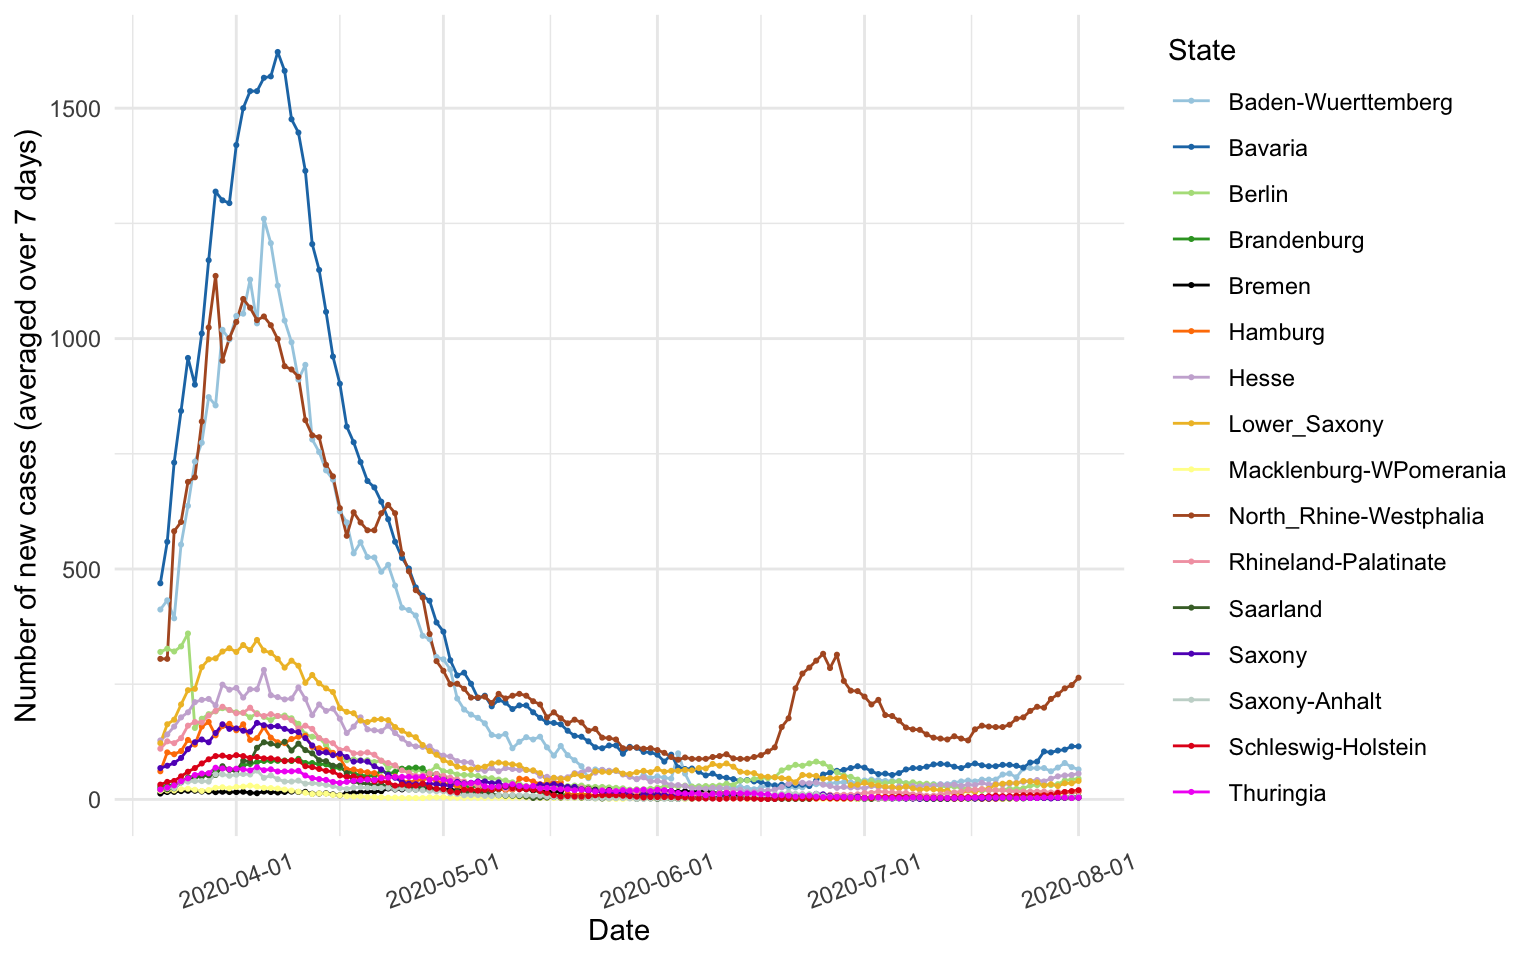 Number of new cases (averaged over 7 days)
1500
1000
500
0
2020-04-01
2020-05-01
2020-06-01
2020-07-01
2020-08-01
Date
State
Baden-Wuerttemberg
Bavaria
Berlin
Brandenburg
Bremen
Hamburg
Hesse
Lower_Saxony
Macklenburg-WPomerania
North_Rhine-Westphalia
Rhineland-Palatinate
Saarland
Saxony
Saxony-Anhalt
Schleswig-Holstein
Thuringia